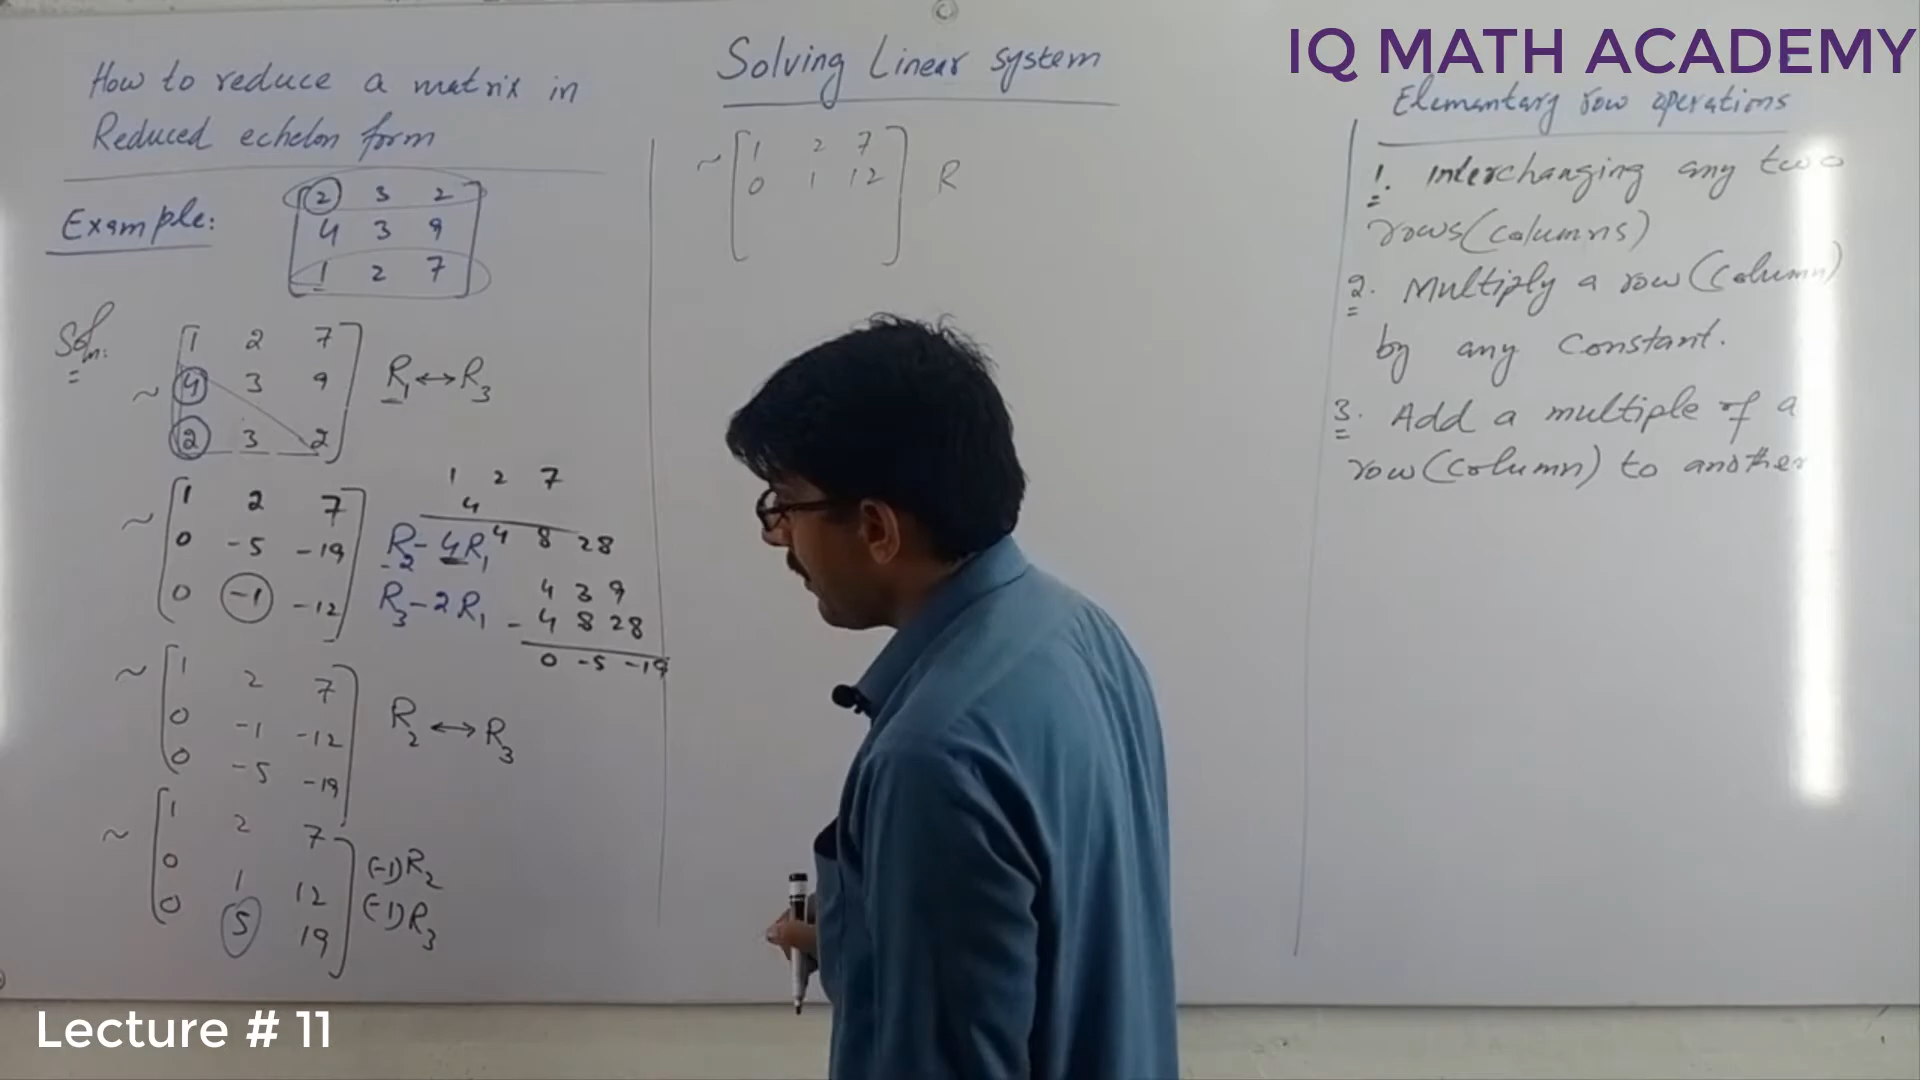 How to reduce a matrix in
Reduced echelon form
Example:
2 3 2
4 3 9
1 2 7
Soln:
~ 1 2 7
4 3 9
2 3 2
R1 ↔ R3
~ 1 2 7
0 -5 -19
0 -1 -12
R2 - 4R1
R3 - 2R1
1 2 7
4
4 8 28
4 3 9
- 4 8 28
0 -5 -19
~ 1 2 7
0 -1 -12
0 -5 -19
R2 ↔ R3
~ 1 2 7
0 1 12
0 5 19
(-1)R2
(-1)R3
Lecture # 11
Solving Linear system
~ 1 2 7
0 1 12
R
IQ MATH ACADEMY
Elementary row operations
1. Interchanging any two
rows(columns)
2. Multiply a row(column)
by any constant.
3. Add a multiple of a
row(column) to another